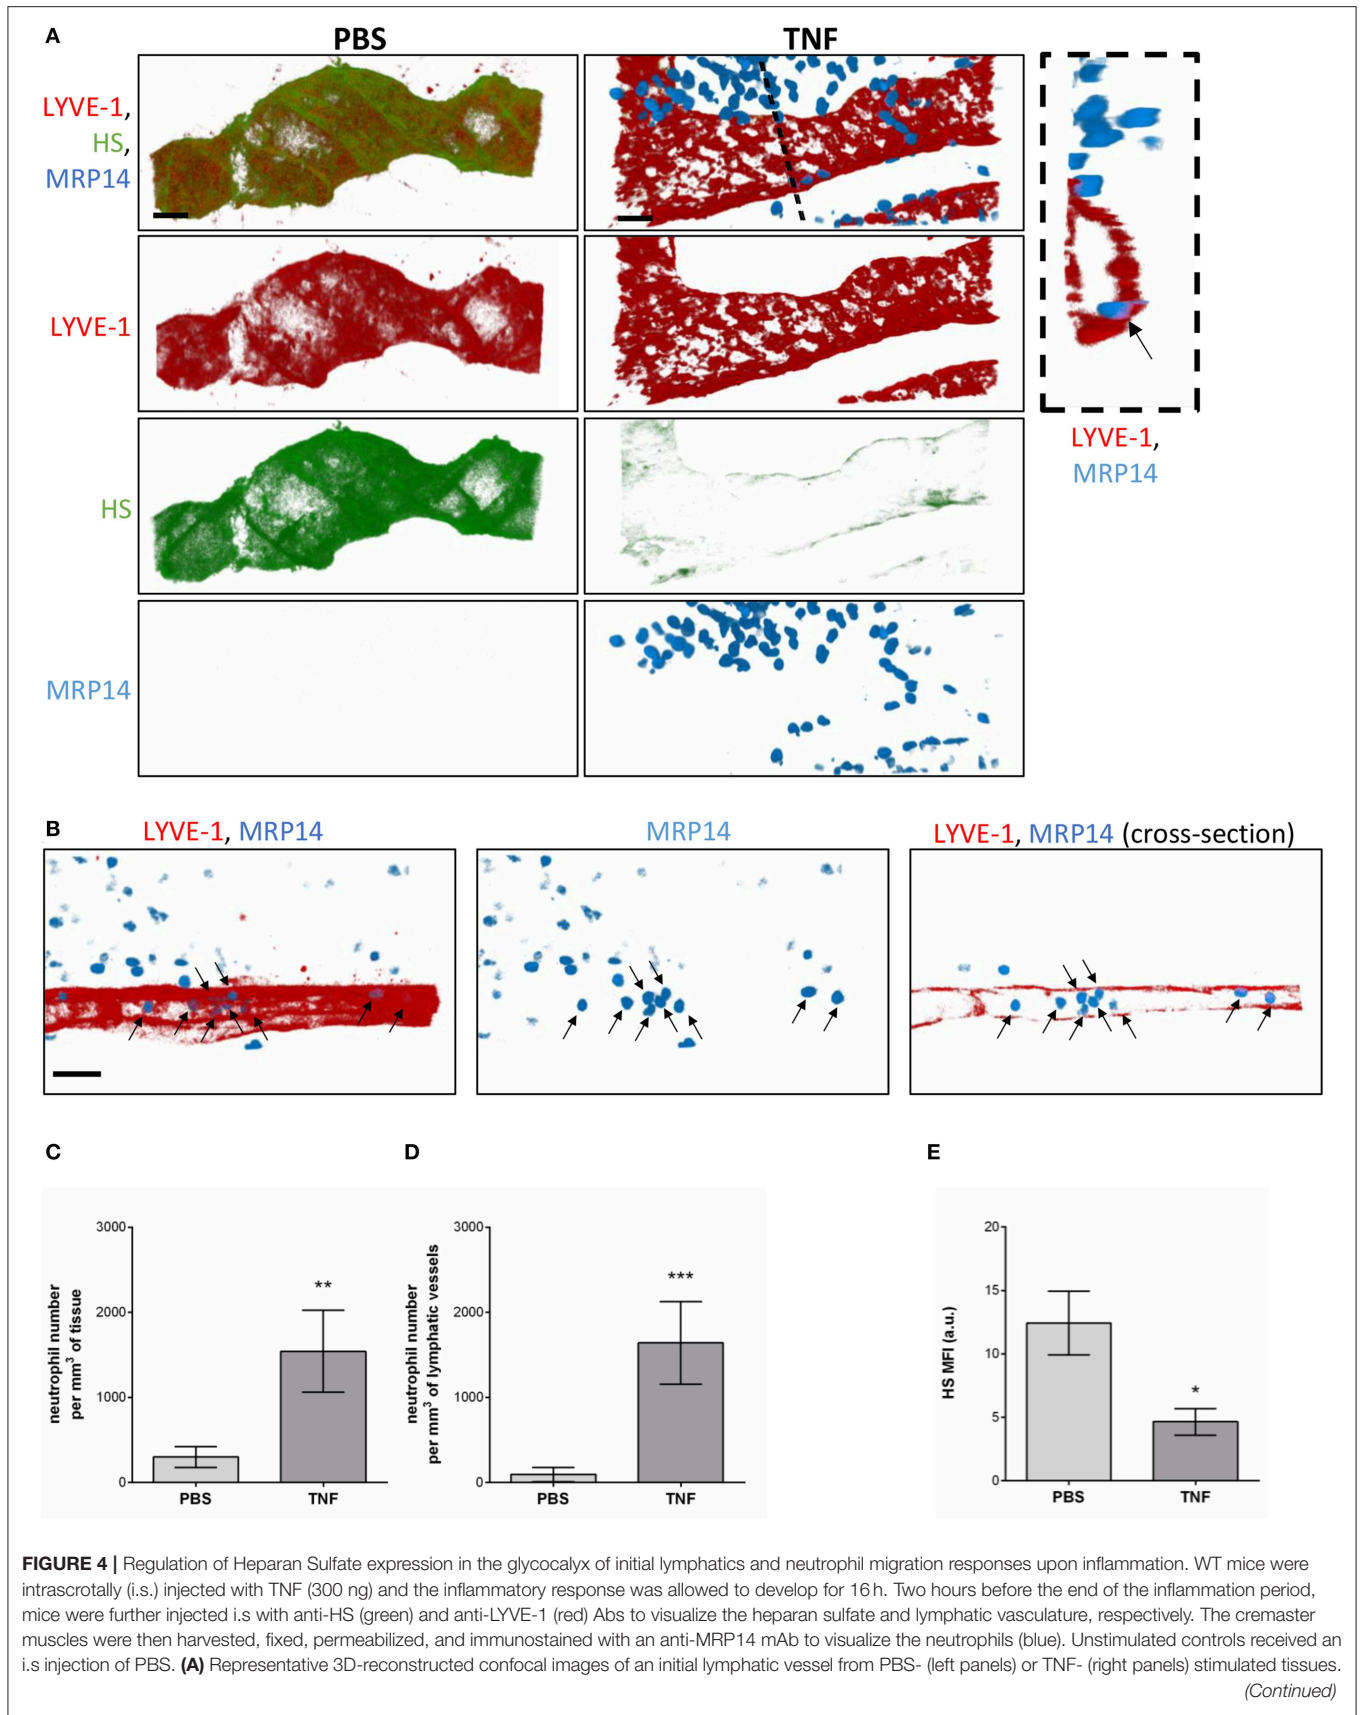 A
PBS
TNF
LYVE-1,
HS,
MRP14
LYVE-1
HS
MRP14
LYVE-1,
MRP14
B
LYVE-1, MRP14
MRP14
LYVE-1, MRP14 (cross-section)
C
D
E
neutrophil number
per mm³ of tissue
3000
2000
1000
0
**
PBS
TNF
neutrophil number
per mm³ of lymphatic vessels
3000
2000
1000
0
***
PBS
TNF
HS MFI (a.u.)
20
15
10
5
0
*
PBS
TNF
FIGURE 4 | Regulation of Heparan Sulfate expression in the glycocalyx of initial lymphatics and neutrophil migration responses upon inflammation. WT mice were
intrascrotally (i.s.) injected with TNF (300 ng) and the inflammatory response was allowed to develop for 16 h. Two hours before the end of the inflammation period,
mice were further injected i.s with anti-HS (green) and anti-LYVE-1 (red) Abs to visualize the heparan sulfate and lymphatic vasculature, respectively. The cremaster
muscles were then harvested, fixed, permeabilized, and immunostained with an anti-MRP14 mAb to visualize the neutrophils (blue). Unstimulated controls received an
i.s injection of PBS. (A) Representative 3D-reconstructed confocal images of an initial lymphatic vessel from PBS- (left panels) or TNF- (right panels) stimulated tissues.
(Continued)